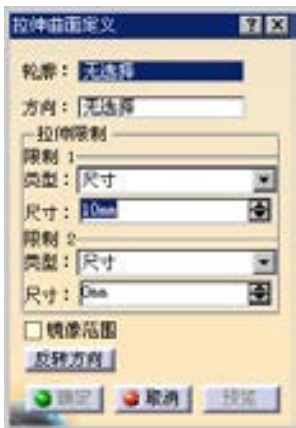 拉伸曲面定义
轮廓：无选择
方向：无选择
拉伸限制
限制 1
类型：尺寸
尺寸：10mm
限制 2
类型：尺寸
尺寸：0mm
镜像范围
反转方向
确定 取消 预览